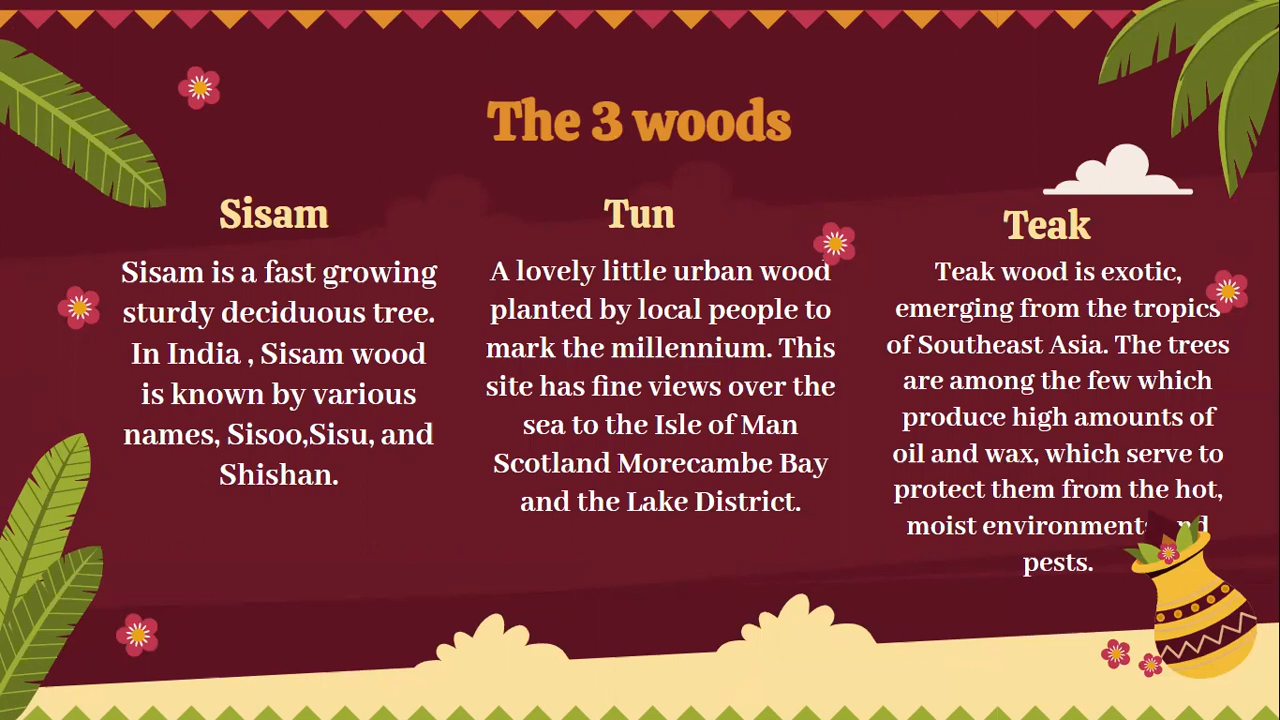 The 3 woods
Sisam
Sisam is a fast growing
sturdy deciduous tree.
In India , Sisam wood
is known by various
names, Sisoo,Sisu, and
Shishan.
Tun
A lovely little urban wood
planted by local people to
mark the millennium. This
site has fine views over the
sea to the Isle of Man
Scotland Morecambe Bay
and the Lake District.
Teak
Teak wood is exotic,
emerging from the tropics
of Southeast Asia. The trees
are among the few which
produce high amounts of
oil and wax, which serve to
protect them from the hot,
moist environments and
pests.